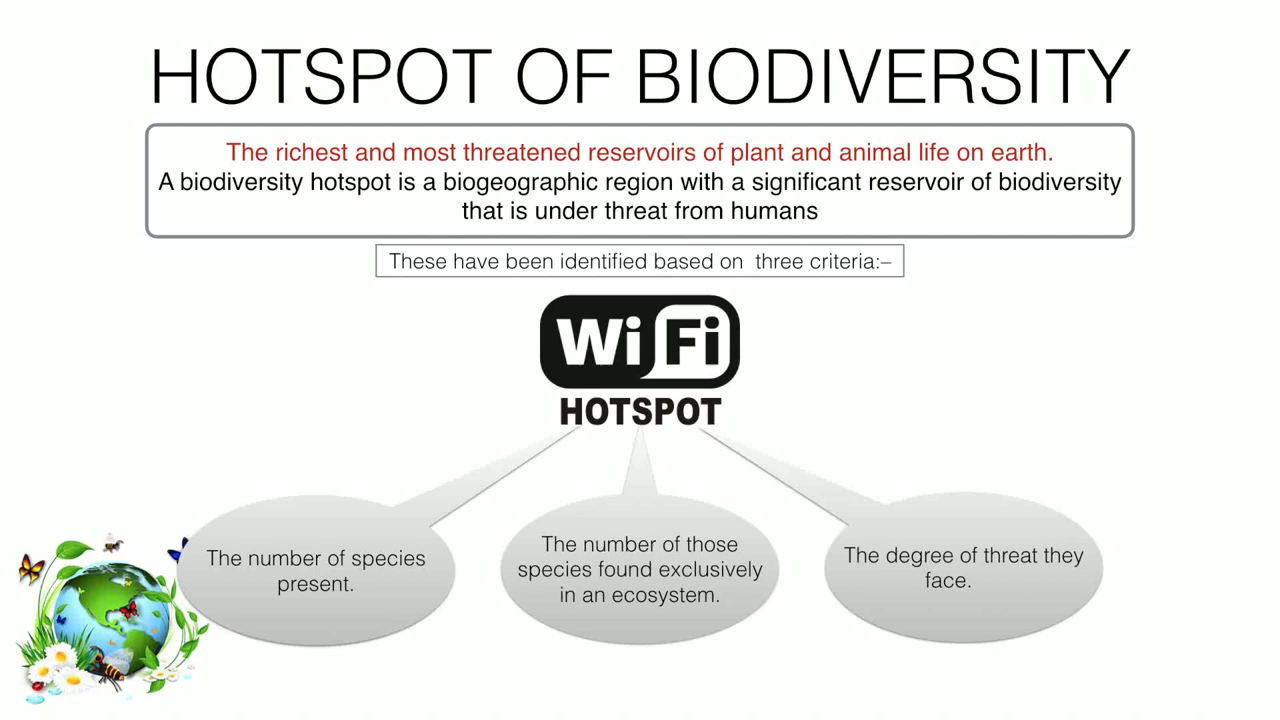 HOTSPOT OF BIODIVERSITY
The richest and most threatened reservoirs of plant and animal life on earth.
A biodiversity hotspot is a biogeographic region with a significant reservoir of biodiversity
that is under threat from humans
These have been identified based on  three criteria:–
Wi Fi
HOTSPOT
The number of species
present.
The number of those
species found exclusively
in an ecosystem.
The degree of threat they
face.